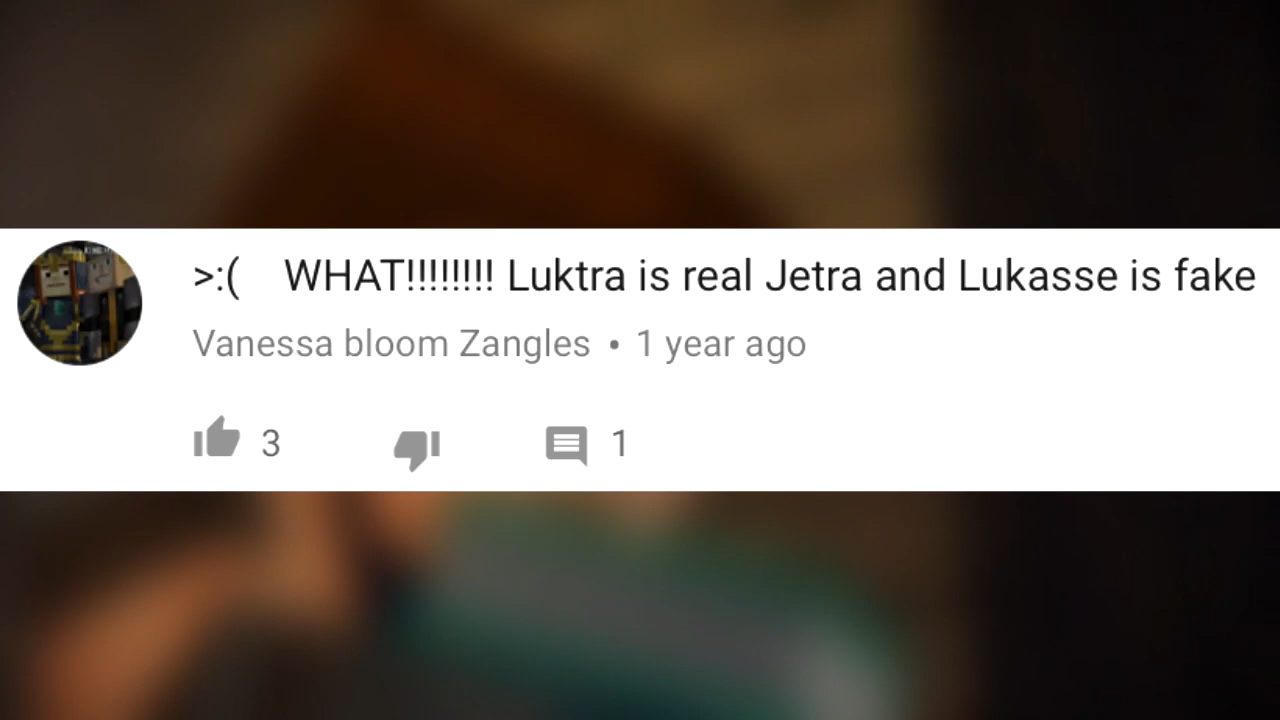 >:( WHAT!!!!!!!! Luktra is real Jetra and Lukasse is fake
Vanessa bloom Zangles • 1 year ago
3 1